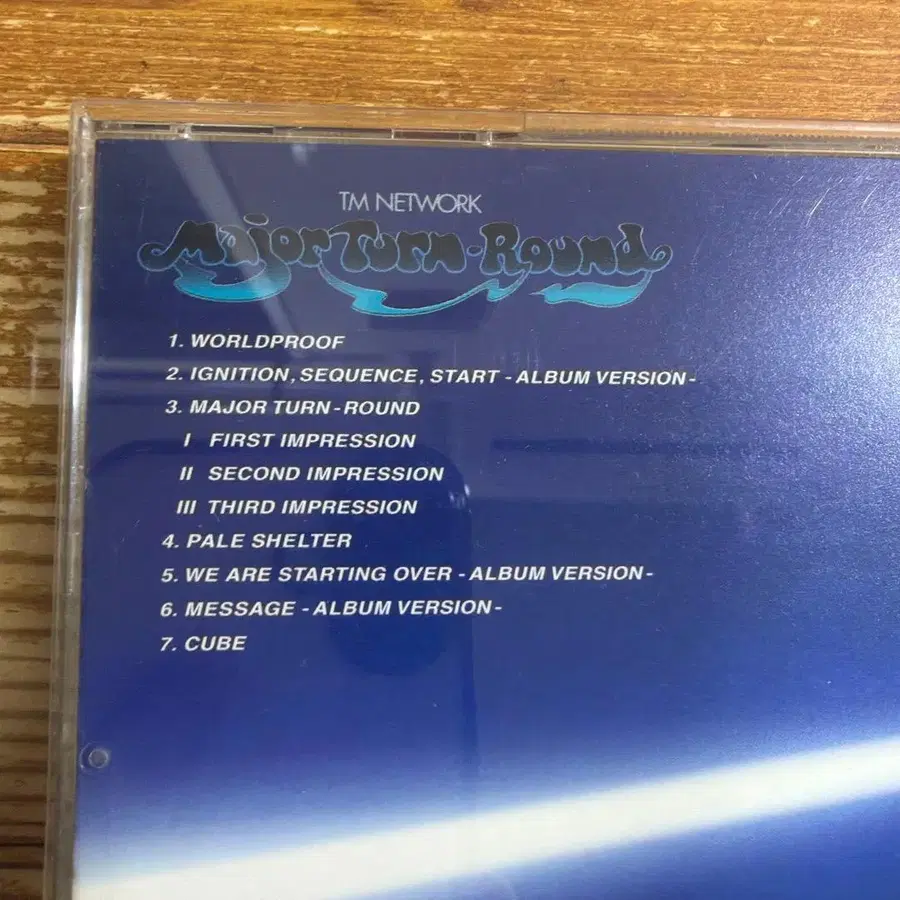 TM NETWORK
Major Turn-Round
1. WORLDPROOF
2. IGNITION, SEQUENCE, START - ALBUM VERSION -
3. MAJOR TURN-ROUND
I FIRST IMPRESSION
II SECOND IMPRESSION
III THIRD IMPRESSION
4. PALE SHELTER
5. WE ARE STARTING OVER - ALBUM VERSION -
6. MESSAGE - ALBUM VERSION -
7. CUBE